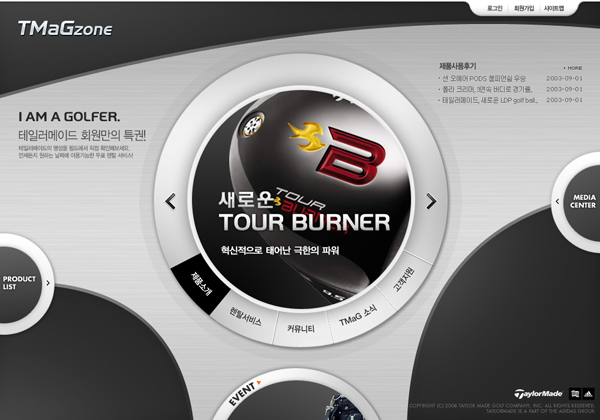 로그인 회원가입 사이트맵
TMaGzone
제품사용후기
MORE
션 오헤어 PODS 챔피언쉽 우승 2003-09-01
폴라 크리머, 3연속 버디로 경기를.. 2003-09-01
테일러메이드, 새로운 LDP golf ball.. 2003-09-01
I AM A GOLFER.
테일러메이드 회원만의 특권!
테일러메이드의 명성을 필드에서 직접 확인해보세요.
언제든지 원하는 날짜에 이용가능한 무료 렌탈 서비스!
MEDIA
CENTER
새로운 TOUR
TOUR BURNER
혁신적으로 태어난 극한의 파워
PRODUCT
LIST
9.5
제품소개
렌탈서비스
커뮤니티
TMaG 소식
고객지원
EVENT
TaylorMade
COPYRIGHT (C) 2008 TAYLOR MADE GOLF COMPANY, INC. ALL RIGHTS RESERVED.
TAYLORMADE IS A PART OF THE ADIDAS GROUP.